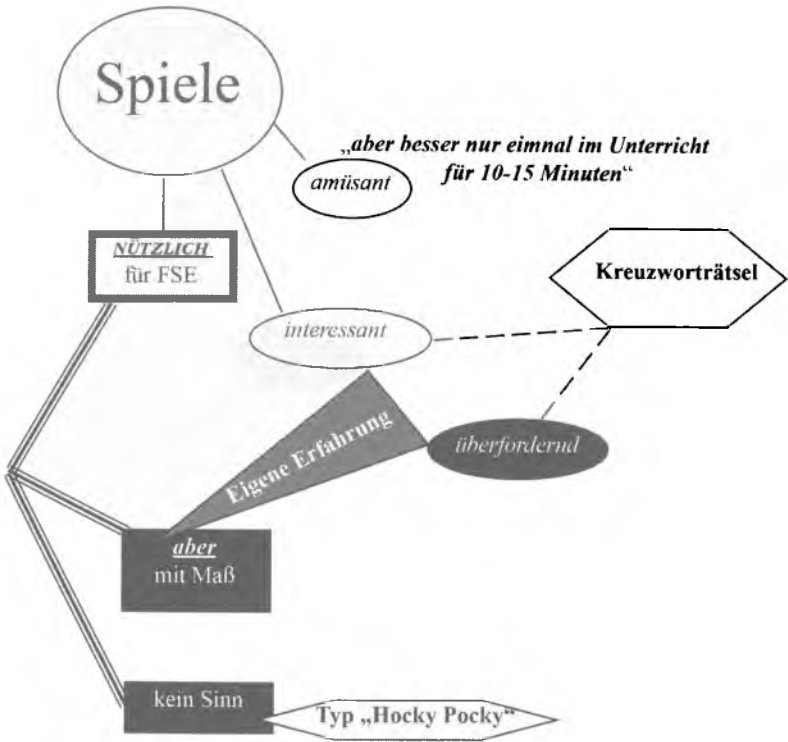 Spiele
„aber besser nur eimnal im Unterricht
für 10-15 Minuten“
amüsant
NÜTZLICH
für FSE
Kreuzworträtsel
interessant
Eigene Erfahrung
überfordernd
aber
mit Maß
kein Sinn
Typ „Hocky Pocky“